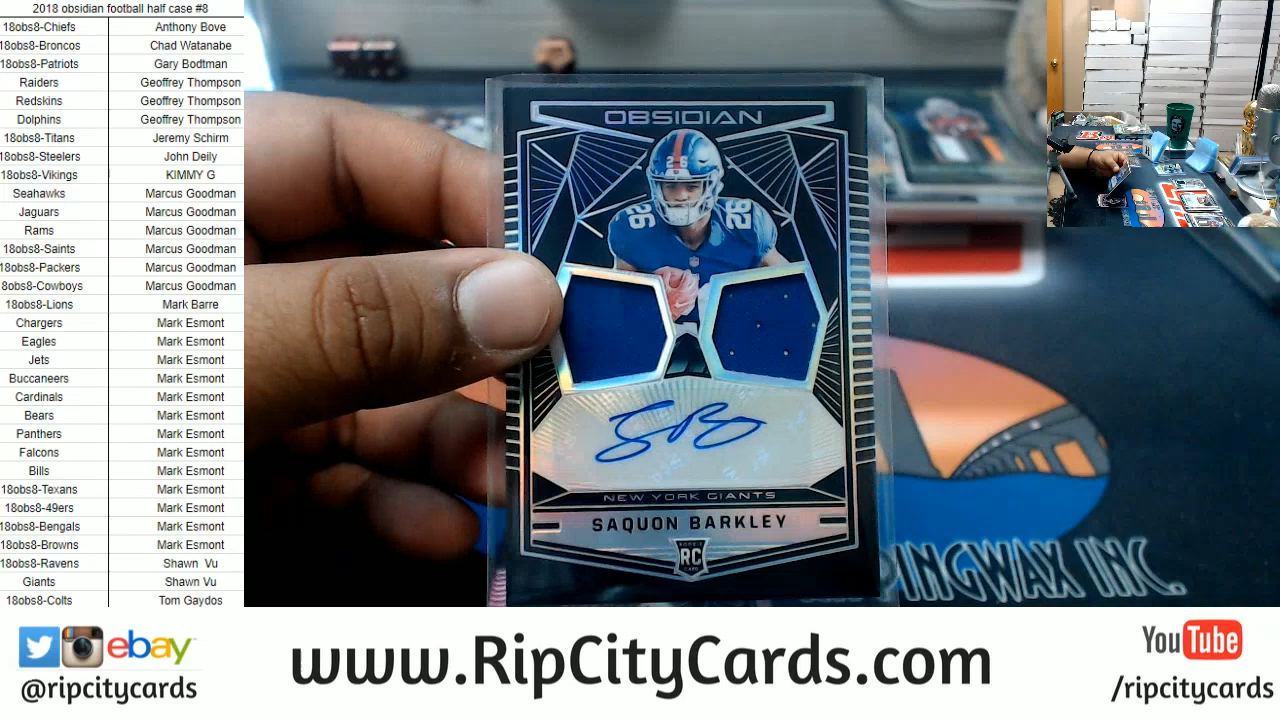 2018 obsidian football half case #8
18obs8-Chiefs Anthony Bove
18obs8-Broncos Chad Watanabe
18obs8-Patriots Gary Bodtman
Raiders Geoffrey Thompson
Redskins Geoffrey Thompson
Dolphins Geoffrey Thompson
18obs8-Titans Jeremy Schirm
18obs8-Steelers John Deily
18obs8-Vikings KIMMY G
Seahawks Marcus Goodman
Jaguars Marcus Goodman
Rams Marcus Goodman
18obs8-Saints Marcus Goodman
18obs8-Packers Marcus Goodman
8obs8-Cowboys Marcus Goodman
18obs8-Lions Mark Barre
Chargers Mark Esmont
Eagles Mark Esmont
Jets Mark Esmont
Buccaneers Mark Esmont
Cardinals Mark Esmont
Bears Mark Esmont
Panthers Mark Esmont
Falcons Mark Esmont
Bills Mark Esmont
18obs8-Texans Mark Esmont
18obs8-49ers Mark Esmont
18obs8-Bengals Mark Esmont
18obs8-Browns Mark Esmont
18obs8-Ravens Shawn Vu
Giants Shawn Vu
18obs8-Colts Tom Gaydos
OBSIDIAN
26
26
26
NEW YORK GIANTS
SAQUON BARKLEY
ROOKIE
RC
CARD
PINGWAX INC.
ebay
@ripcitycards
www.RipCityCards.com
YouTube
/ripcitycards